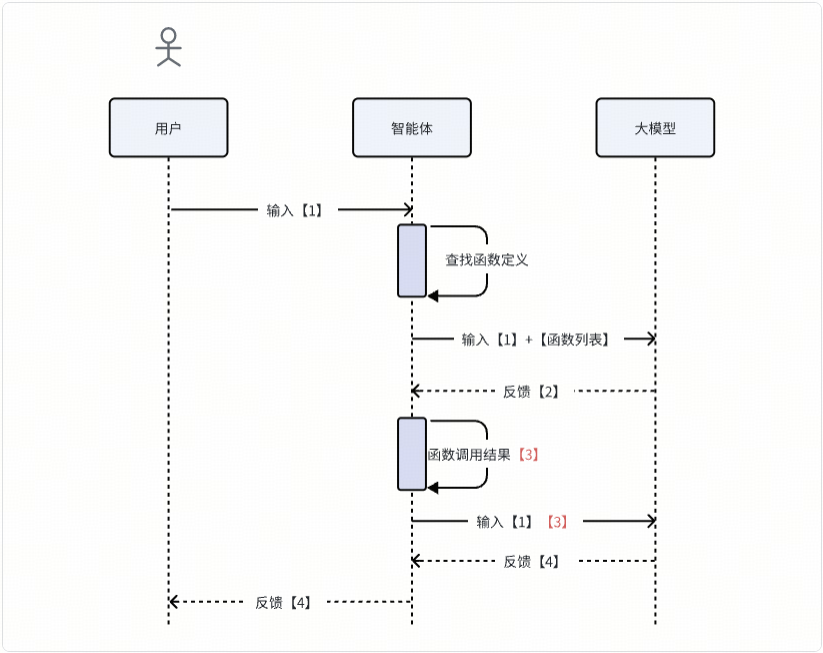 用户
智能体
大模型
输入【1】
查找函数定义
输入【1】+【函数列表】
反馈【2】
函数调用结果【3】
输入【1】【3】
反馈【4】
反馈【4】